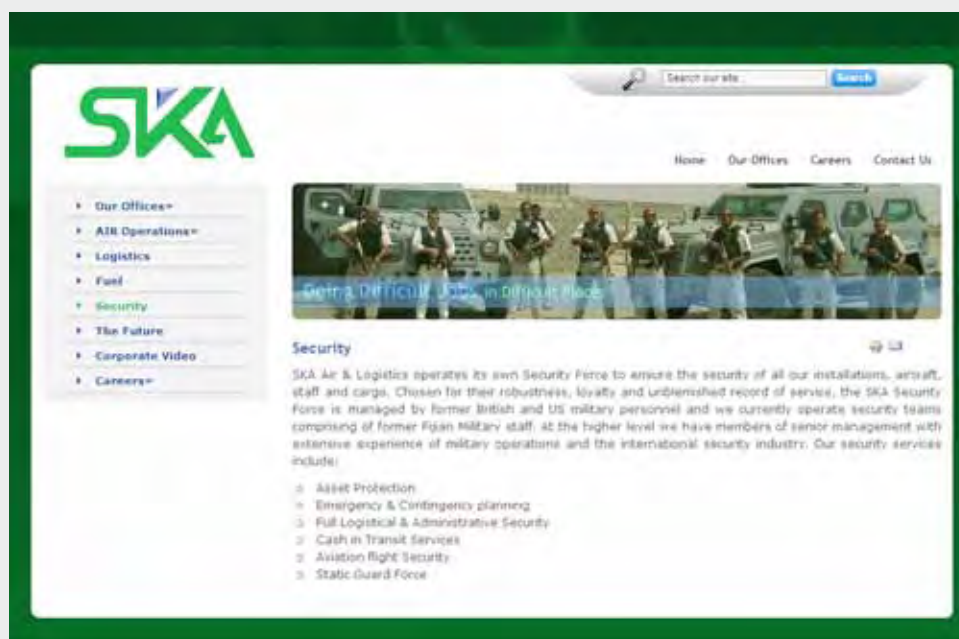 Search our site...
Search
SKA
Home Our Offices Careers Contact Us
Our Offices
AIR Operations
Logistics
Fuel
Security
The Future
Corporate Video
Careers
Doing Difficult Jobs in Difficult Places
Security
SKA Air & Logistics operates its own Security Force to ensure the security of all our installations, aircraft,
staff and cargo. Chosen for their robustness, loyalty and unblemished record of service, the SKA Security
Force is managed by former British and US military personnel and we currently operate security teams
comprising of former Fijian Military staff. at the higher level we have members of senior management with
extensive experience of military operations and the international security industry. Our security services
include:
Asset Protection
Emergency & Contingency planning
Full Logistical & Administrative Security
Cash in Transit Services
Aviation flight Security
Static Guard Force